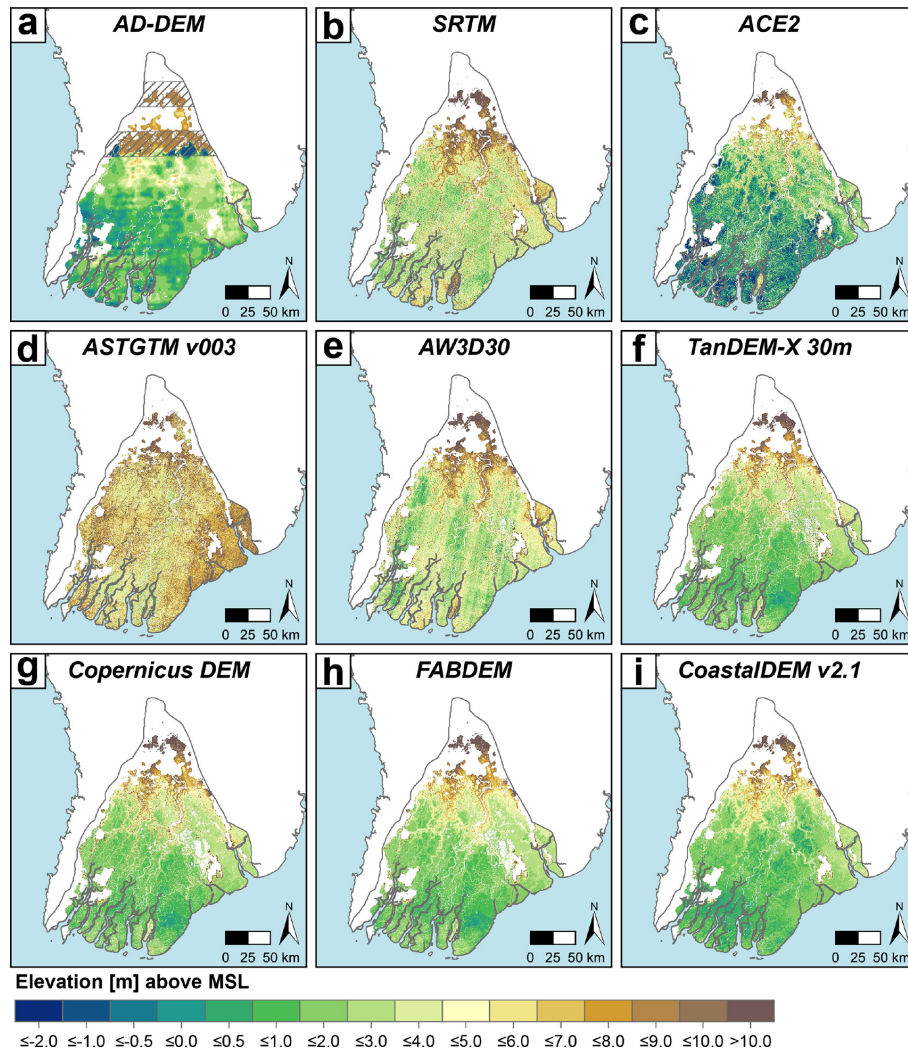 a AD-DEM
b SRTM
c ACE2
N
0 25 50 km
N
0 25 50 km
N
0 25 50 km
d ASTGTM v003
e AW3D30
f TanDEM-X 30m
N
0 25 50 km
N
0 25 50 km
N
0 25 50 km
g Copernicus DEM
h FABDEM
i CoastalDEM v2.1
N
0 25 50 km
N
0 25 50 km
N
0 25 50 km
Elevation [m] above MSL
≤-2.0 ≤-1.0 ≤-0.5 ≤0.0 ≤0.5 ≤1.0 ≤2.0 ≤3.0 ≤4.0 ≤5.0 ≤6.0 ≤7.0 ≤8.0 ≤9.0 ≤10.0 >10.0